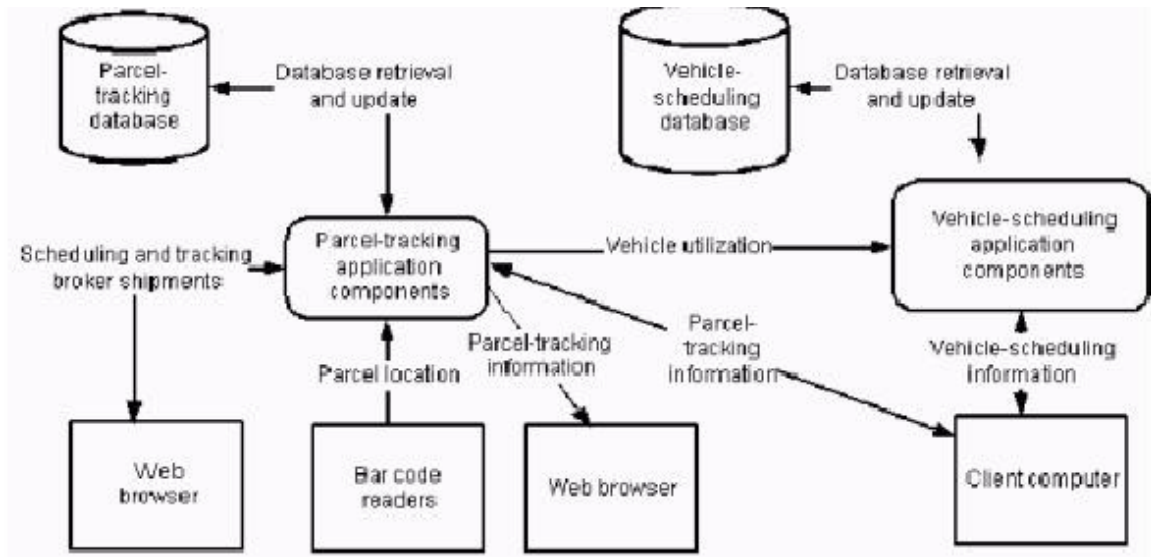 Parcel-
tracking
database
Database retrieval
and update
Vehicle-
scheduling
database
Database retrieval
and update
Scheduling and tracking
broker shipments
Parcel-tracking
application
components
Vehicle utilization
Vehicle-scheduling
application
components
Parcel location
Parcel-tracking
information
Parcel-
tracking
information
Vehicle-scheduling
information
Web
browser
Bar code
readers
Web browser
Client computer